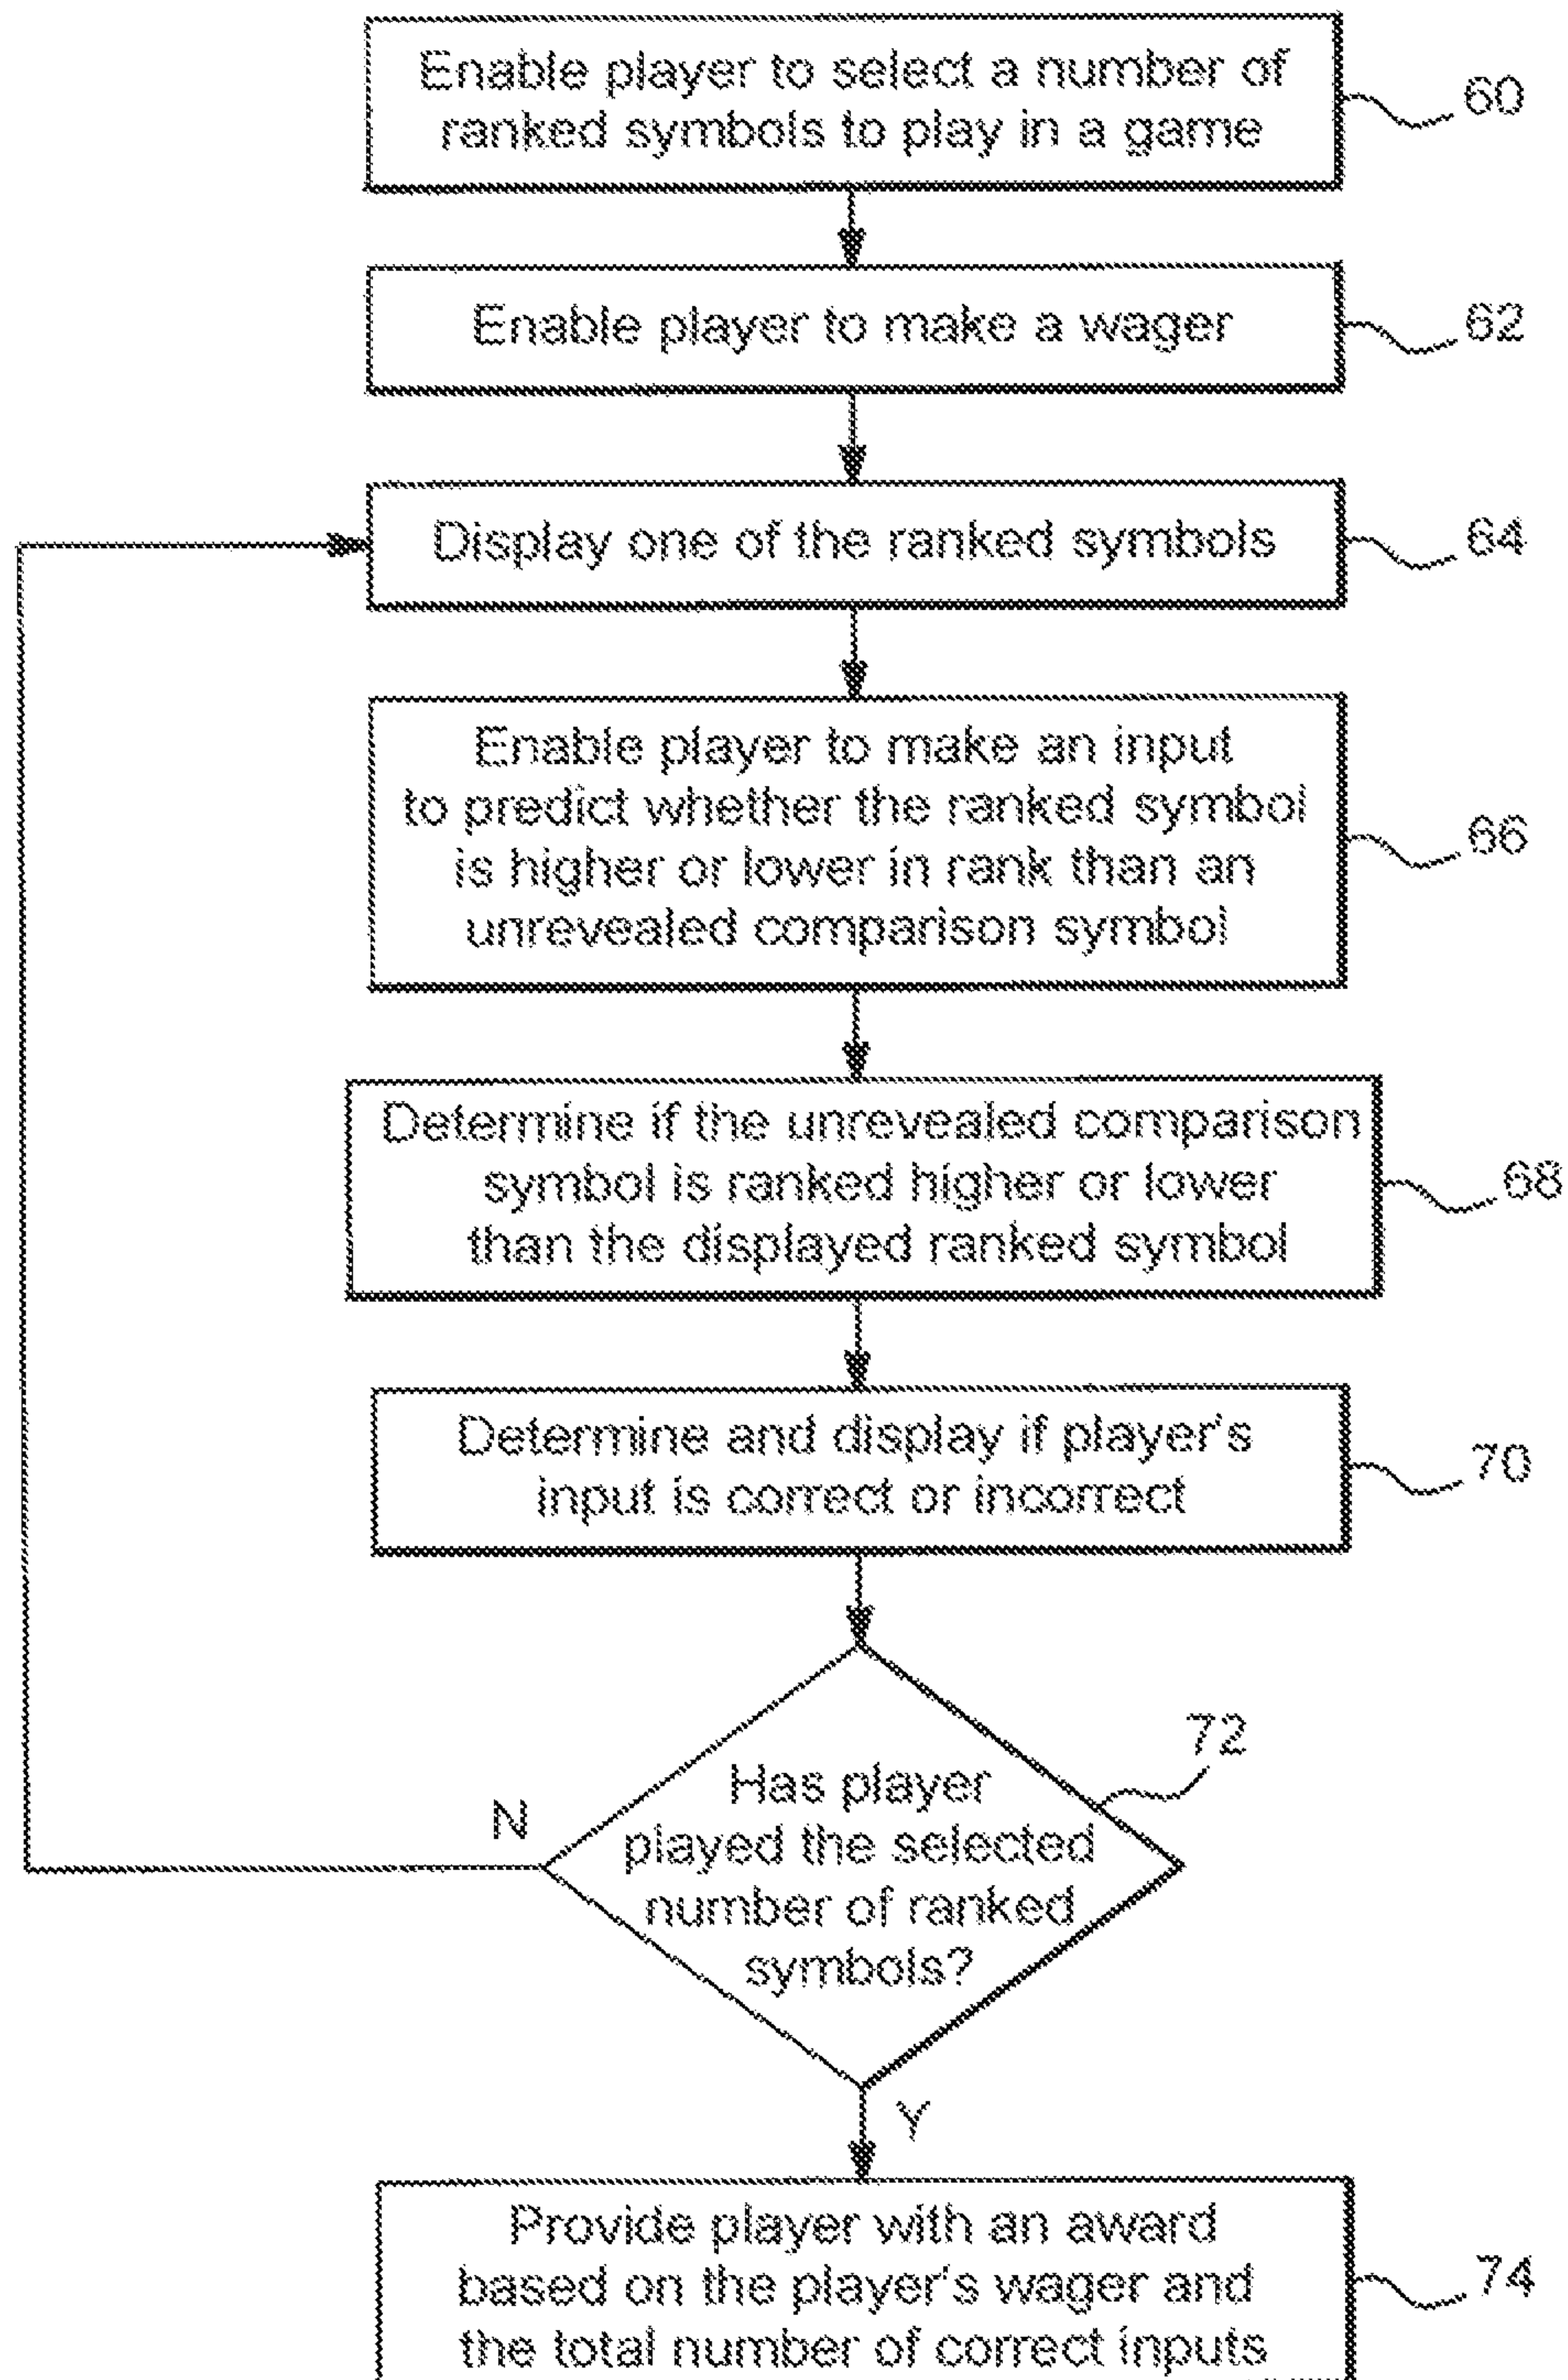 Enable player to select a number of
ranked symbols to play in a game
60
Enable player to make a wager
62
Display one of the ranked symbols
64
Enable player to make an input
to predict whether the ranked symbol
is higher or lower in rank than an
unrevealed comparison symbol
66
Determine if the unrevealed comparison
symbol is ranked higher or lower
than the displayed ranked symbol
68
Determine and display if player's
input is correct or incorrect
70
72
Has player
played the selected
number of ranked
symbols?
N
Y
Provide player with an award
based on the player's wager and
the total number of correct inputs
74